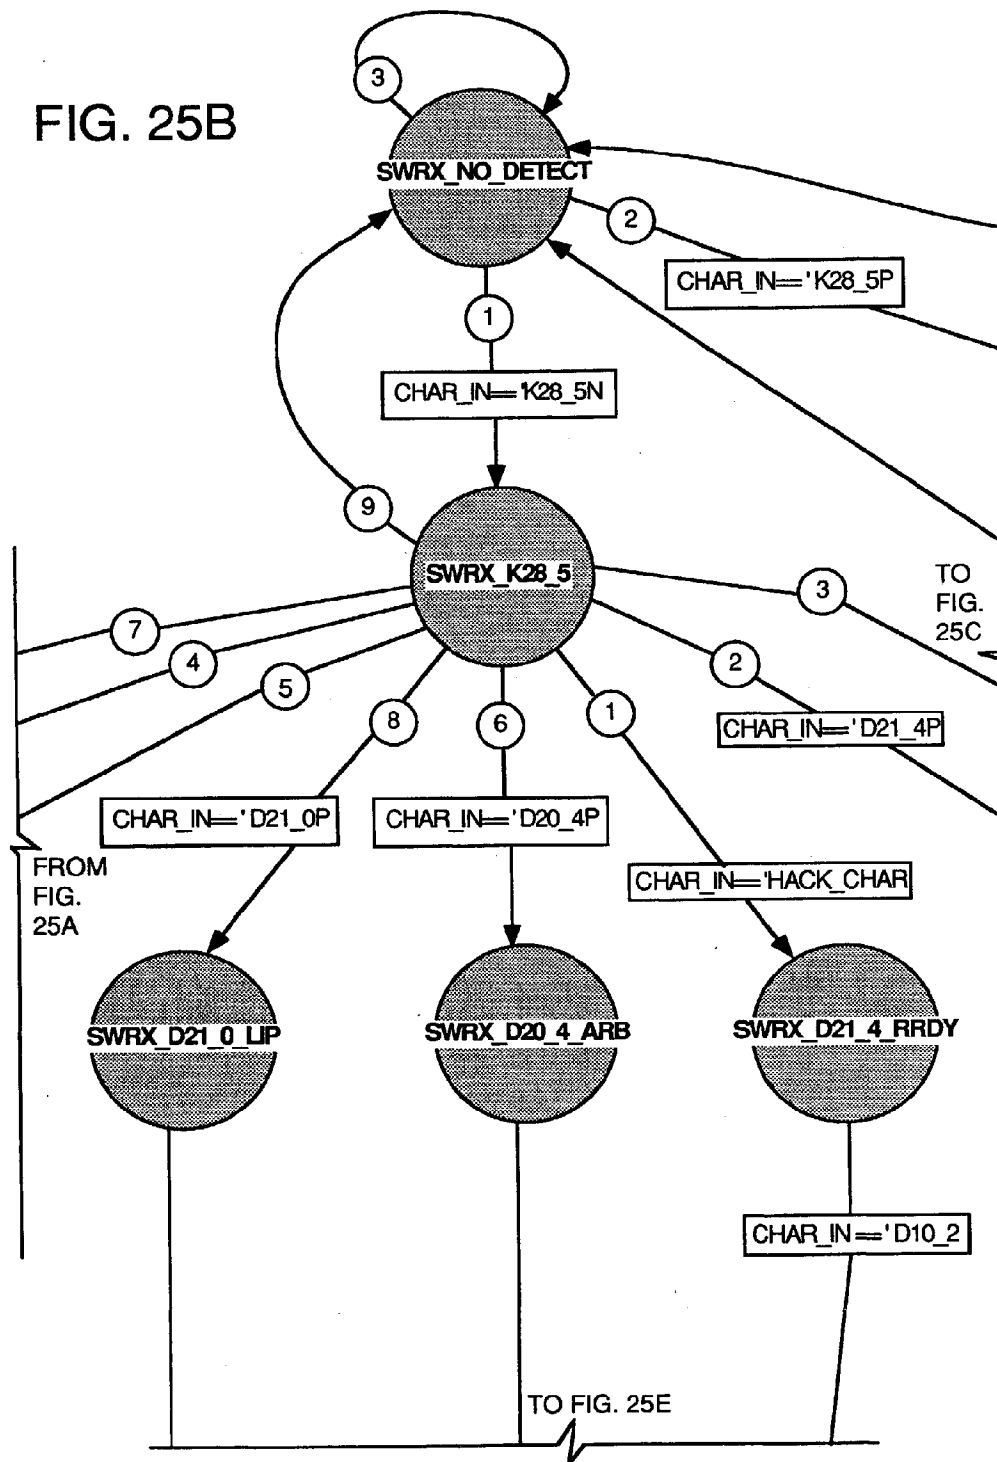 FIG. 25B
3
SWRX_NO_DETECT
2
CHAR_IN=='K28_5P
1
CHAR_IN=='K28_5N
9
SWRX_K28_5
3
TO
FIG.
25C
7
4
5
8
6
1
2
CHAR_IN=='D21_4P
CHAR_IN=='D21_0P
CHAR_IN=='D20_4P
CHAR_IN=='HACK_CHAR
FROM
FIG.
25A
SWRX_D21_0_LIP
SWRX_D20_4_ARB
SWRX_D21_4_RRDY
CHAR_IN=='D10_2
TO FIG. 25E